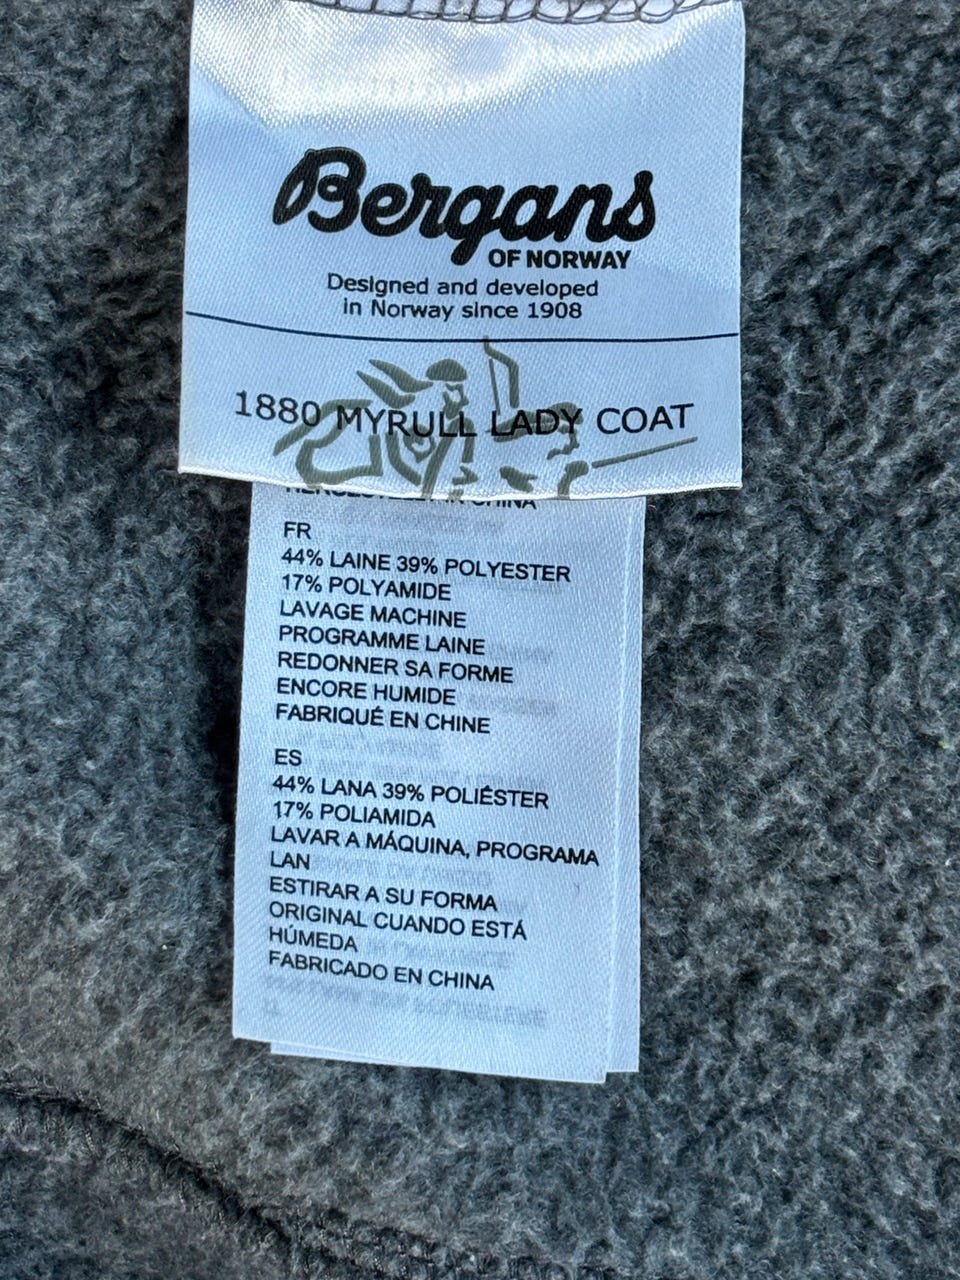 Bergans
OF NORWAY
Designed and developed
in Norway since 1908
1880 MYRULL LADY COAT
CHINA
FR
44% LAINE 39% POLYESTER
17% POLYAMIDE
LAVAGE MACHINE
PROGRAMME LAINE
REDONNER SA FORME
ENCORE HUMIDE
FABRIQUÉ EN CHINE
ES
44% LANA 39% POLIÉSTER
17% POLIAMIDA
LAVAR A MÁQUINA, PROGRAMA
LAN
ESTIRAR A SU FORMA
ORIGINAL CUANDO ESTÁ
HÚMEDA
FABRICADO EN CHINA